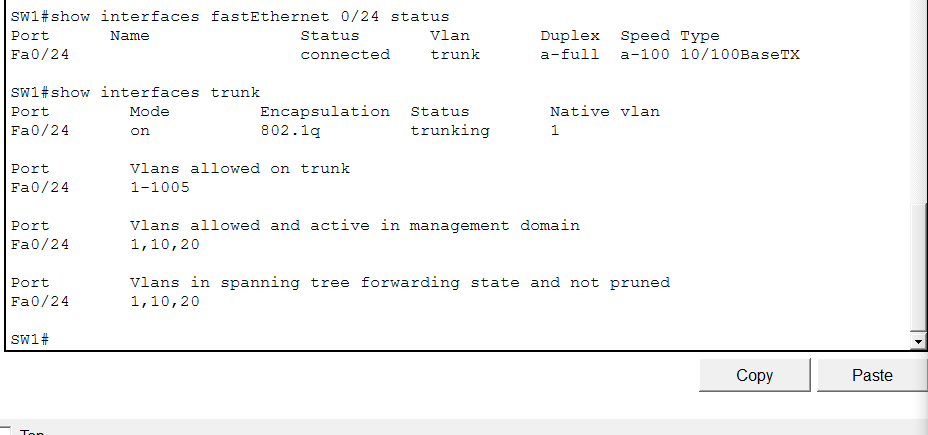 SW1#show interfaces fastEthernet 0/24 status
Port Name Status Vlan Duplex Speed Type
Fa0/24 connected trunk a-full a-100 10/100BaseTX
SW1#show interfaces trunk
Port Mode Encapsulation Status Native vlan
Fa0/24 on 802.1q trunking 1
Port Vlans allowed on trunk
Fa0/24 1-1005
Port Vlans allowed and active in management domain
Fa0/24 1,10,20
Port Vlans in spanning tree forwarding state and not pruned
Fa0/24 1,10,20
SW1#
Copy Paste